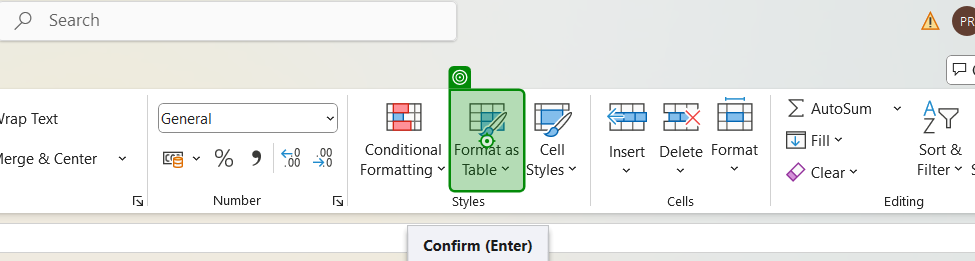 Search
PR
Wrap Text
General
AutoSum
Conditional
Formatting
Format as
Table
Cell
Styles
Insert
Delete
Format
Fill
Sort &
Filter
Merge & Center
% , ←0 .00 .00 →0
Clear
Number
Styles
Cells
Editing
Confirm (Enter)